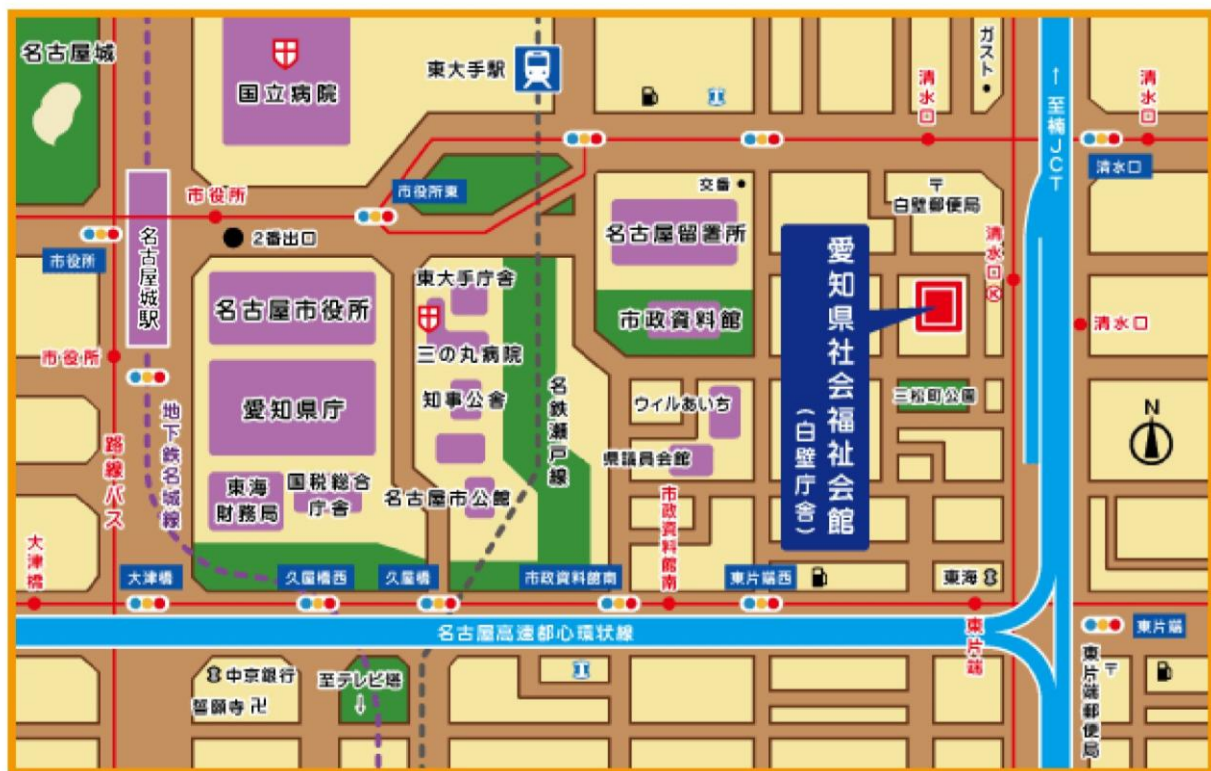 名古屋城
国立病院
東大手駅
ガスト
清水口
清水口
清水口
↑至楠JCT
市役所
市役所東
交番
〒
白壁郵便局
名古屋城駅
2番出口
市役所
名古屋留置所
愛知県社会福祉会館
(白壁庁舎)
清水口
東大手庁舎
名古屋市役所
市政資料館
清水口
三の丸病院
市役所
愛知県庁
知事公舎
名鉄瀬戸線
ウィルあいち
三松町公園
N
地下鉄名城線
路線バス
県議員会館
東海
財務局
国税総合
庁舎
名古屋市公館
市政資料館南
大津橋
大津橋
久屋橋西
久屋橋
市政資料館南
東片端西
東海
名古屋高速都心環状線
東片端
東片端
中京銀行
至テレビ塔
↓
誓願寺 卍
東片端郵便局
〒